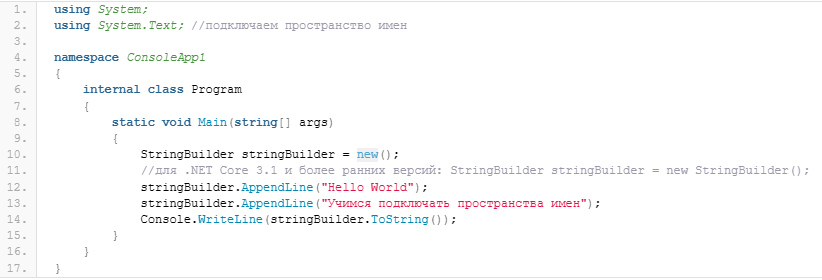 1. using System;
2. using System.Text; //подключаем пространство имен
3.
4. namespace ConsoleApp1
5. {
6.     internal class Program
7.     {
8.         static void Main(string[] args)
9.         {
10.             StringBuilder stringBuilder = new();
11.             //для .NET Core 3.1 и более ранних версий: StringBuilder stringBuilder = new StringBuilder();
12.             stringBuilder.AppendLine("Hello World");
13.             stringBuilder.AppendLine("Учимся подключать пространства имен");
14.             Console.WriteLine(stringBuilder.ToString());
15.         }
16.     }
17. }